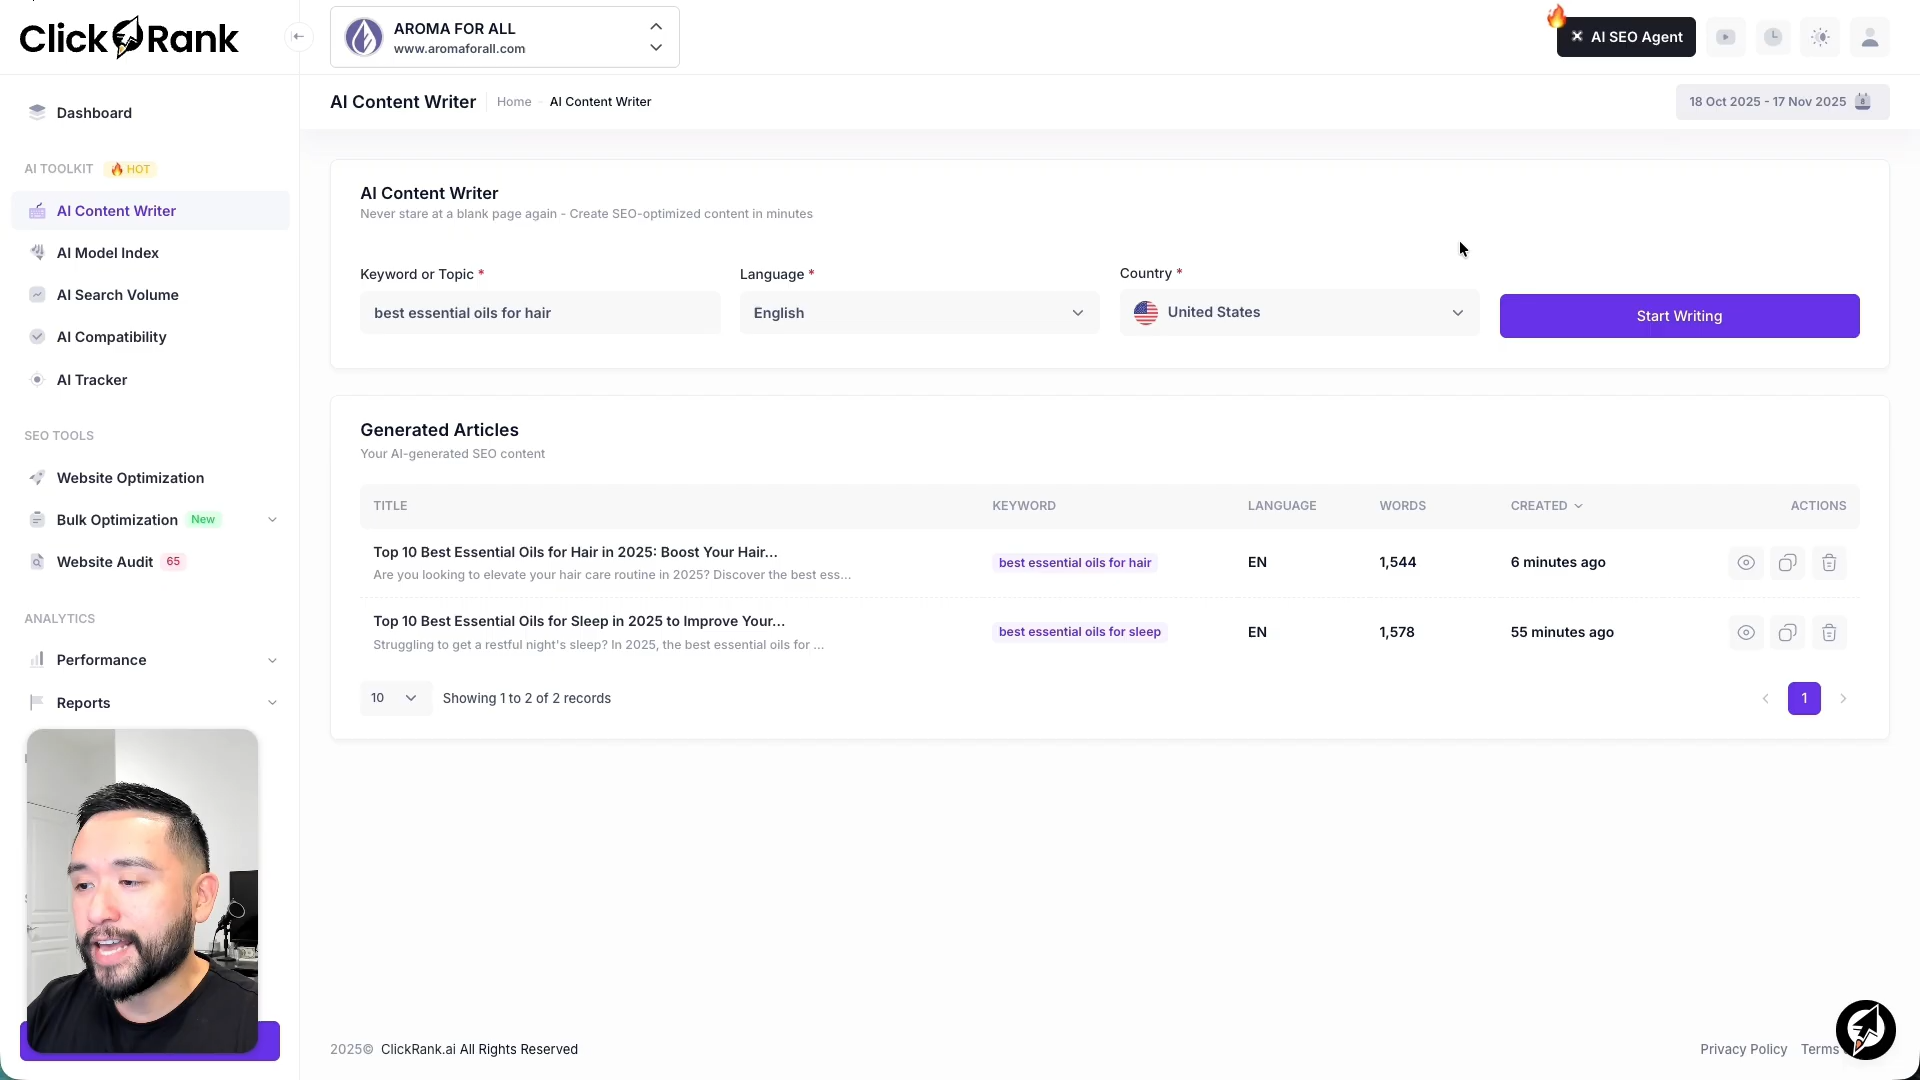 ClickRank
AROMA FOR ALL
www.aromaforall.com
AI SEO Agent
AI Content Writer
Home - AI Content Writer
18 Oct 2025 - 17 Nov 2025
Dashboard
AI TOOLKIT HOT
AI Content Writer
AI Model Index
AI Search Volume
AI Compatibility
AI Tracker
SEO TOOLS
Website Optimization
Bulk Optimization New
Website Audit 65
ANALYTICS
Performance
Reports
AI Content Writer
Never stare at a blank page again - Create SEO-optimized content in minutes
Keyword or Topic *
Language *
Country *
best essential oils for hair
English
United States
Start Writing
Generated Articles
Your AI-generated SEO content
TITLE KEYWORD LANGUAGE WORDS CREATED ACTIONS
Top 10 Best Essential Oils for Hair in 2025: Boost Your Hair...
Are you looking to elevate your hair care routine in 2025? Discover the best ess...
best essential oils for hair EN 1,544 6 minutes ago
Top 10 Best Essential Oils for Sleep in 2025 to Improve Your...
Struggling to get a restful night's sleep? In 2025, the best essential oils for ...
best essential oils for sleep EN 1,578 55 minutes ago
10 Showing 1 to 2 of 2 records
1
2025© ClickRank.ai All Rights Reserved
Privacy Policy Terms